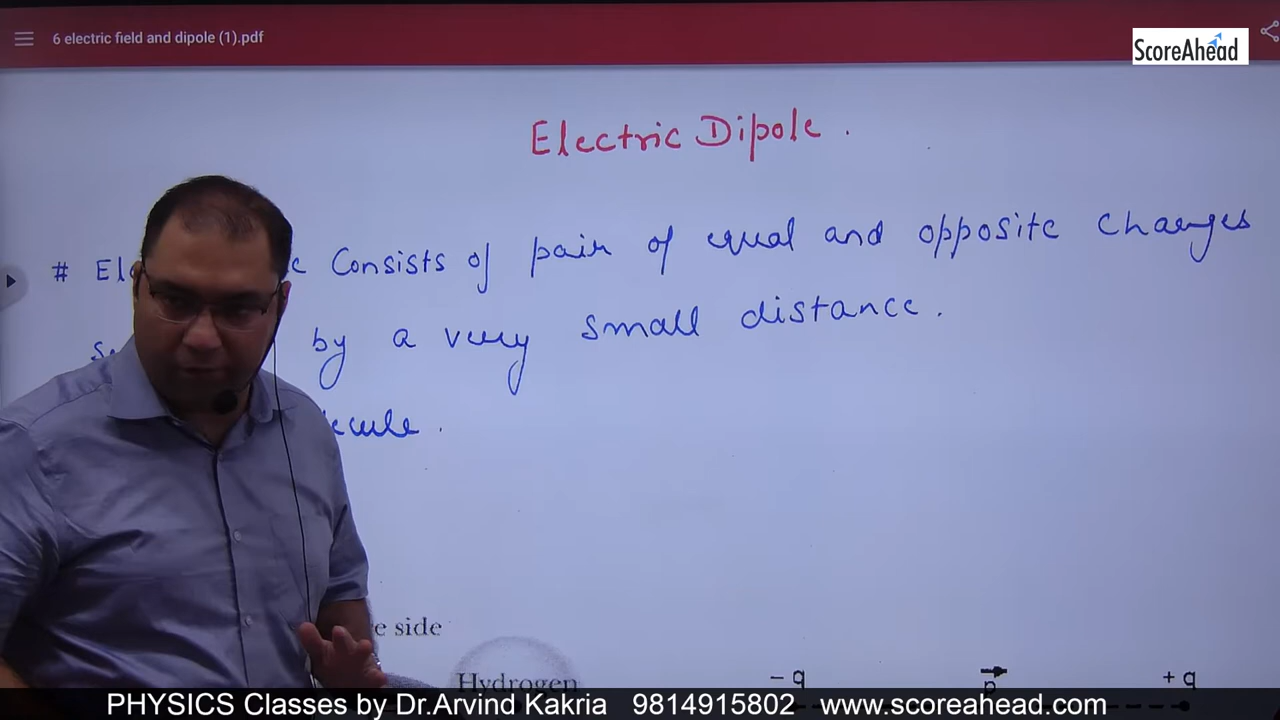 6 electric field and dipole (1).pdf
ScoreAhead
Electric Dipole.
# Consists of pair of equal and opposite charges
by a very small distance.
side
Hydrogen
- q
p
+ q
PHYSICS Classes by Dr.Arvind Kakria 9814915802 www.scoreahead.com